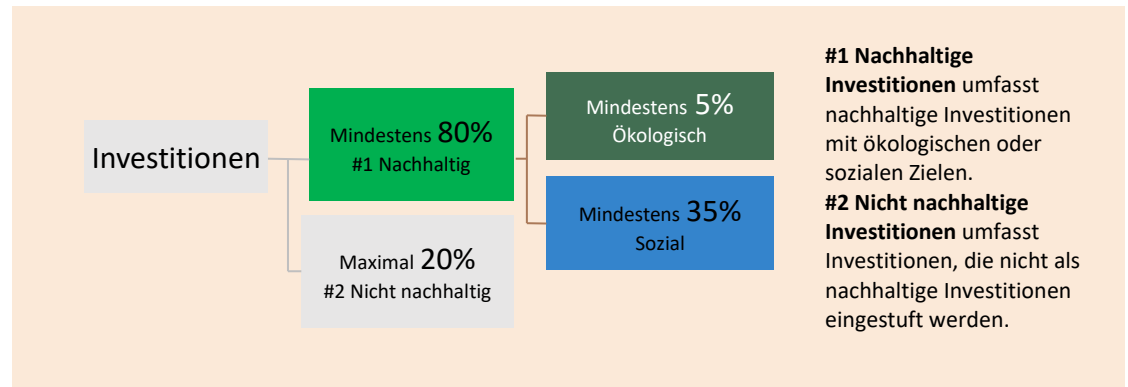 Investitionen
Mindestens 80%
#1 Nachhaltig
Maximal 20%
#2 Nicht nachhaltig
Mindestens 5%
Ökologisch
Mindestens 35%
Sozial
#1 Nachhaltige
Investitionen umfasst
nachhaltige Investitionen
mit ökologischen oder
sozialen Zielen.
#2 Nicht nachhaltige
Investitionen umfasst
Investitionen, die nicht als
nachhaltige Investitionen
eingestuft werden.